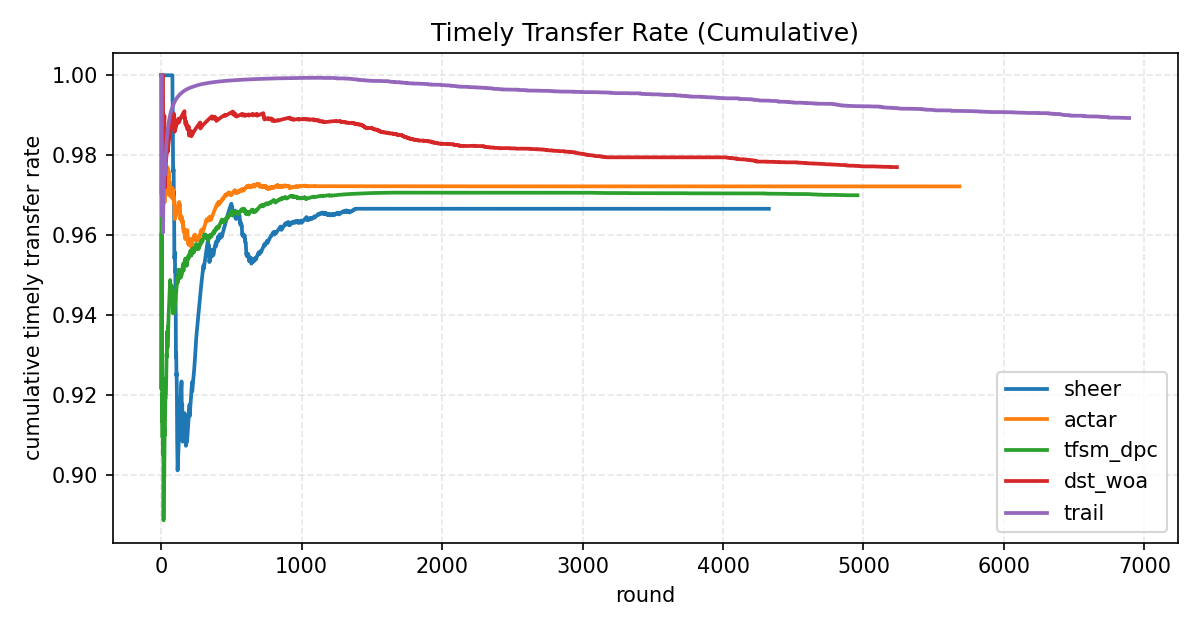 Timely Transfer Rate (Cumulative)
cumulative timely transfer rate
1.00
0.98
0.96
0.94
0.92
0.90
0 1000 2000 3000 4000 5000 6000 7000
round
sheer
actar
tfsm_dpc
dst_woa
trail